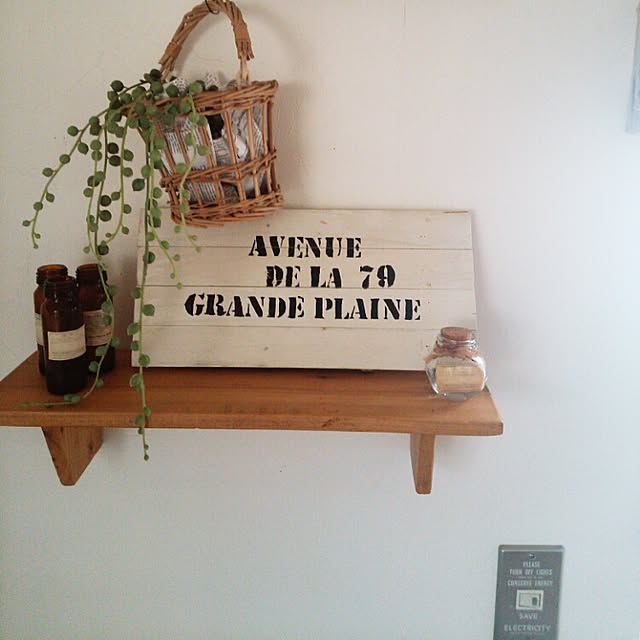 AVENUE
DE LA 79
GRANDE PLAINE
PLEASE
TURN OFF LIGHTS
CONSERVE ENERGY
SAVE
ELECTRICITY